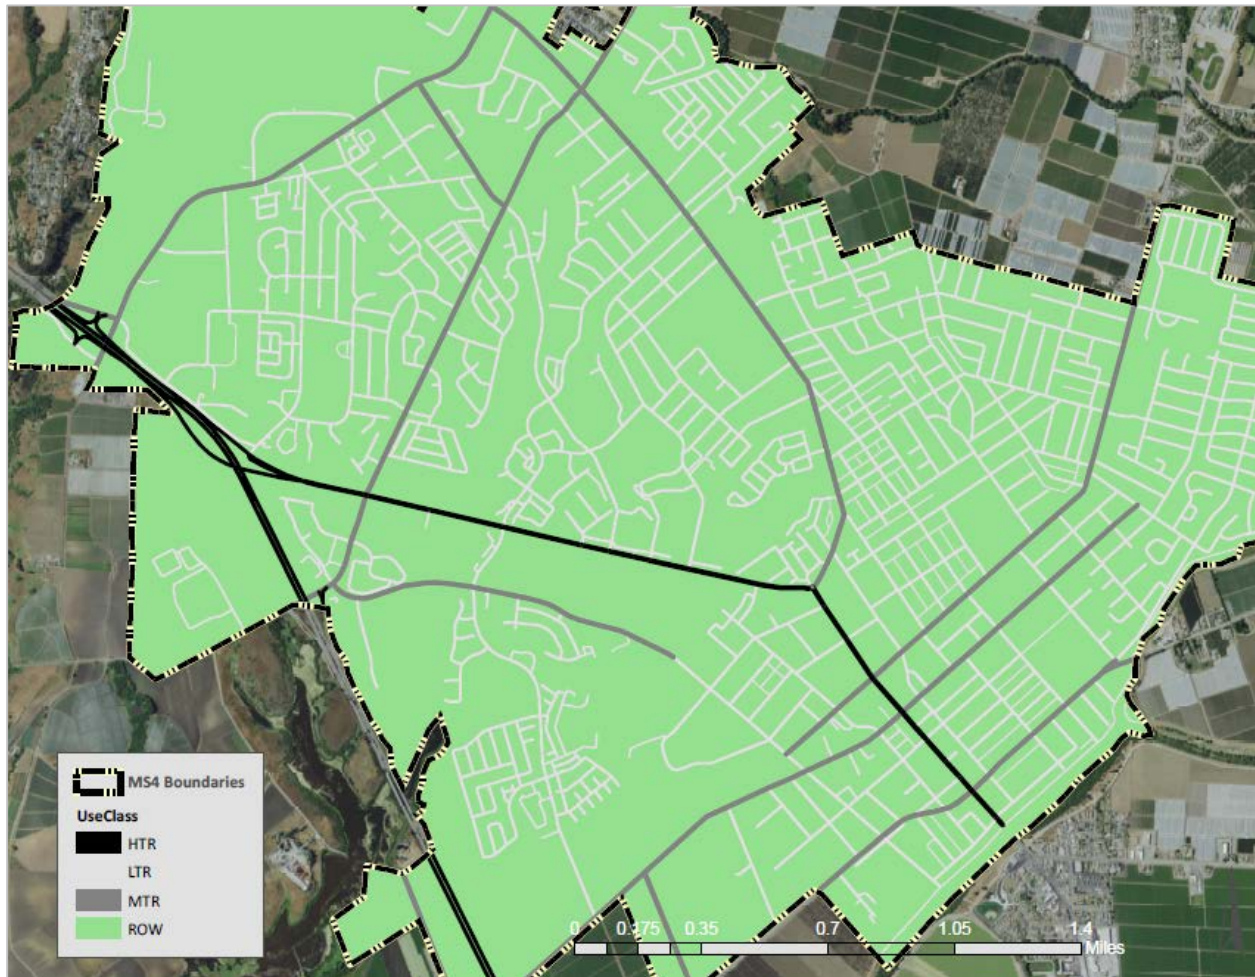 MS4 Boundaries
UseClass
HTR
LTR
MTR
ROW
0 0.175 0.35 0.7 1.05 1.4
Miles